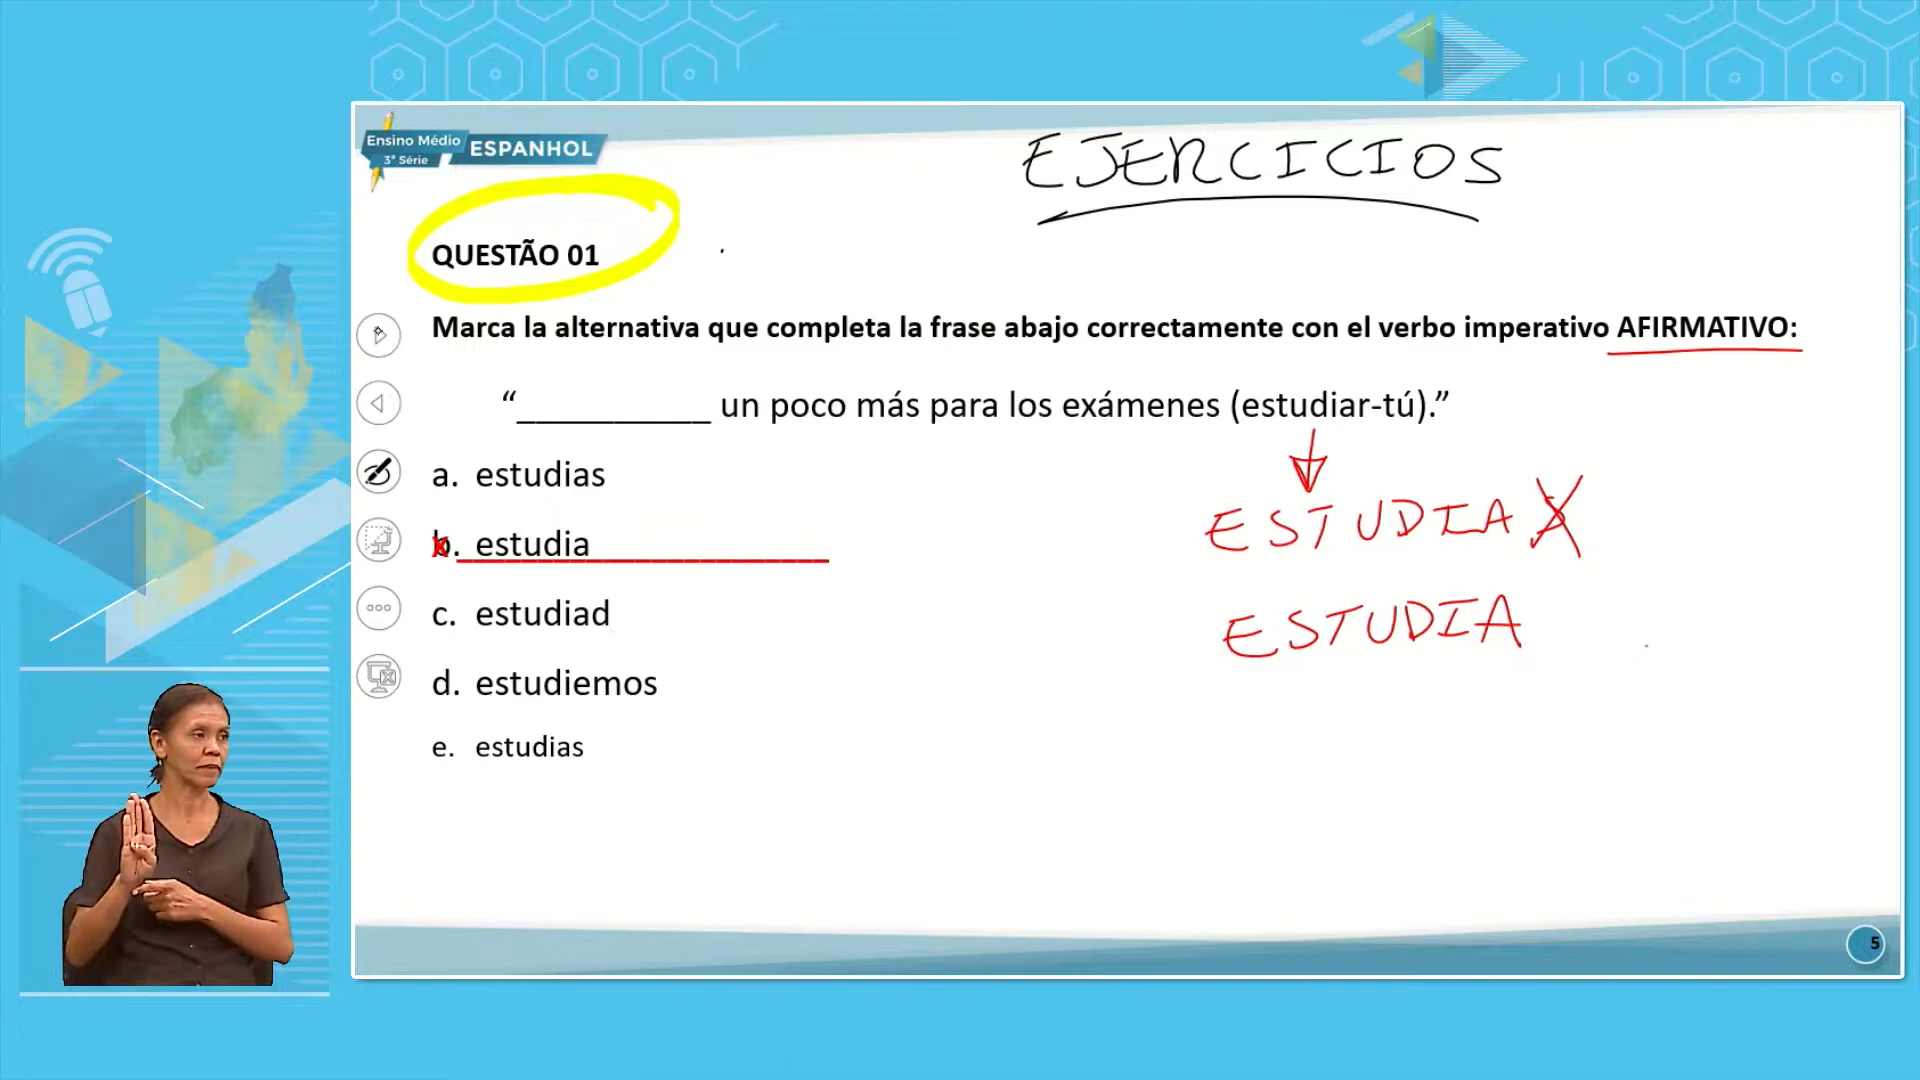 Ensino Médio
3ª Série
ESPANHOL
EJERCICIOS
QUESTÃO 01
Marca la alternativa que completa la frase abajo correctamente con el verbo imperativo AFIRMATIVO:
“__________ un poco más para los exámenes (estudiar-tú).”
a. estudias
ESTUDIAS
b. estudia
c. estudiad
ESTUDIA
d. estudiemos
e. estudias
5